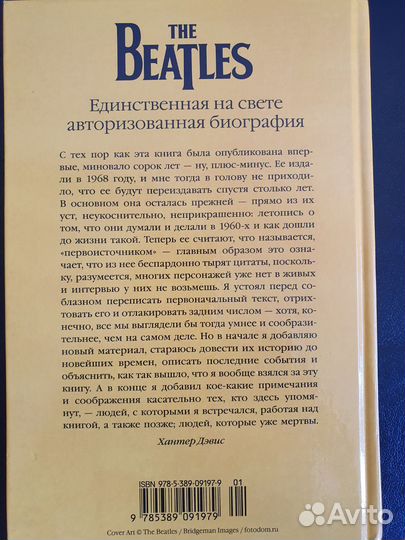 THE
BEATLES
Единственная на свете
авторизованная биография
С тех пор как эта книга была опубликована впер-
вые, миновало сорок лет — ну, плюс-минус. Ее изда-
ли в 1968 году, и мне тогда в голову не приходи-
ло, что ее будут переиздавать спустя столько лет.
В основном она осталась прежней — прямо из их
уст, неукоснительно, неприкрашенно: летопись о
том, что они думали и делали в 1960-х и как дошли
до жизни такой. Теперь ее считают, что называется,
«первоисточником» — главным образом это озна-
чает, что из нее беспардонно тырят цитаты, посколь-
ку, разумеется, многих персонажей уже нет в живых
и интервью у них не возьмешь. Я устоял перед
соблазном переписать первоначальный текст, отрих-
товать его и отлакировать задним числом — хотя, ко-
нечно, все мы выглядели бы тогда умнее и сообрази-
тельнее, чем на самом деле. Но в начале я добавляю
новый материал, стараюсь довести их историю до
новейших времен, описать последние события и
объяснить, как так вышло, что я вообще взялся за эту
книгу. А в конце я добавил кое-какие примечания
и соображения касательно тех, кто здесь упомя-
нут, — людей, с которыми я встречался, работая над
книгой, а также позже; людей, которые уже мертвы.
Хантер Дэвис
ISBN 978-5-389-09197-9
01
9 785389 091979
Cover Art © The Beatles / Bridgeman Images / fotodom.ru
Avito